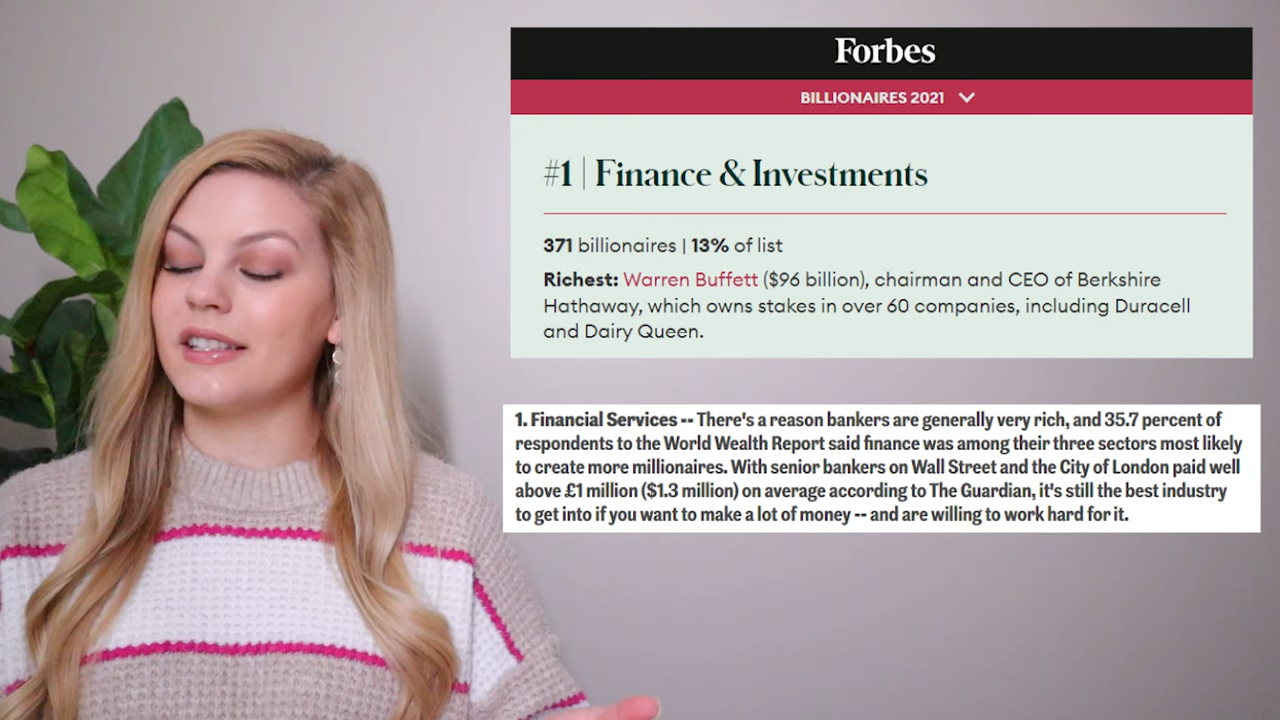 Forbes
BILLIONAIRES 2021
#1 | Finance & Investments
371 billionaires | 13% of list
Richest: Warren Buffett ($96 billion), chairman and CEO of Berkshire
Hathaway, which owns stakes in over 60 companies, including Duracell
and Dairy Queen.
1. Financial Services -- There's a reason bankers are generally very rich, and 35.7 percent of
respondents to the World Wealth Report said finance was among their three sectors most likely
to create more millionaires. With senior bankers on Wall Street and the City of London paid well
above £1 million ($1.3 million) on average according to The Guardian, it's still the best industry
to get into if you want to make a lot of money -- and are willing to work hard for it.